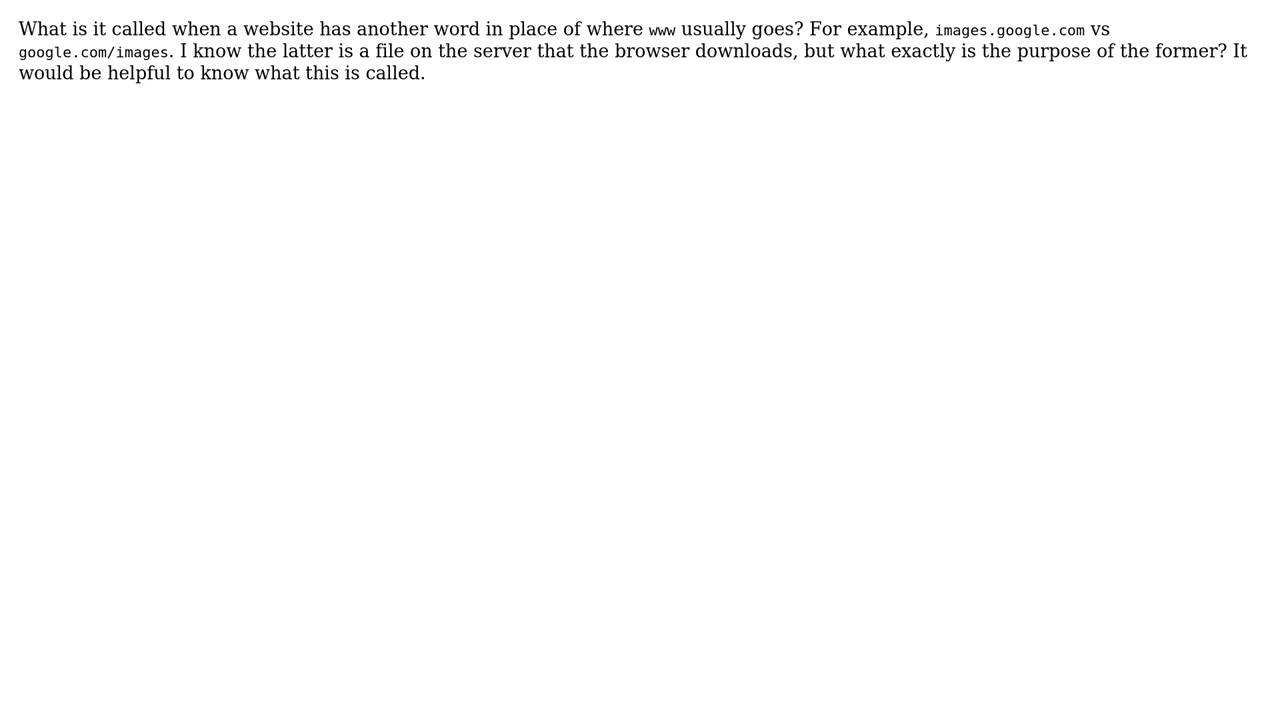 What is it called when a website has another word in place of where www usually goes? For example, images.google.com vs
google.com/images. I know the latter is a file on the server that the browser downloads, but what exactly is the purpose of the former? It
would be helpful to know what this is called.